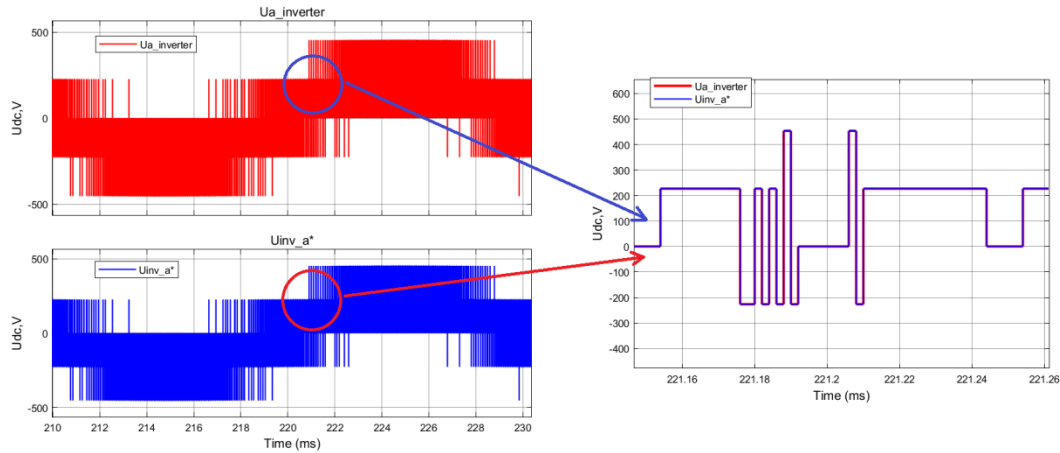 Ua_inverter
Ua_inverter
Udc,V
500
0
-500
Uinv_a*
Uinv_a*
Udc,V
500
0
-500
210 212 214 216 218 220 222 224 226 228 230
Time (ms)
Ua_inverter
Uinv_a*
Udc,V
600
500
400
300
200
100
0
-100
-200
-300
-400
221.16 221.18 221.2 221.22 221.24 221.26
Time (ms)